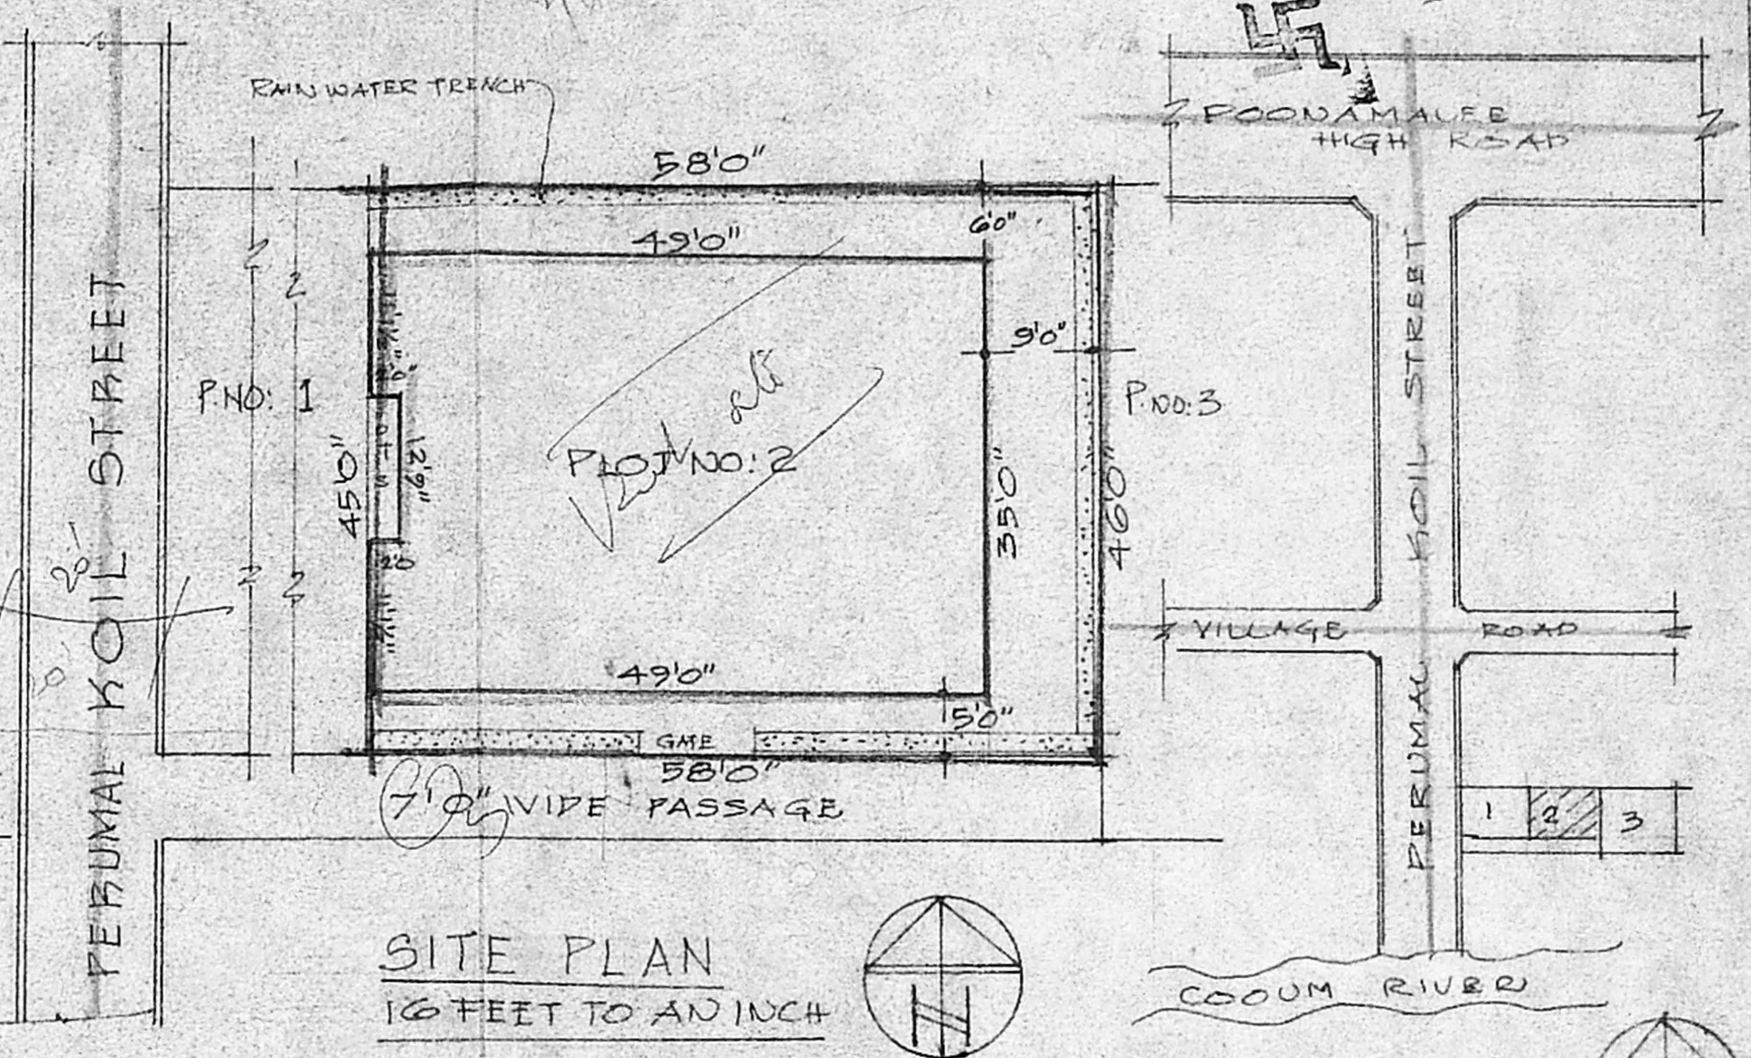 RAIN WATER TRENCH
58'0"
49'0"
6'0"
9'0"
P.NO: 1
P.NO: 3
PLOT NO: 2
45'0"
12'9"
2'0
35'0"
46'0"
49'0"
5'0"
GATE
58'0"
7'0" WIDE PASSAGE
PERUMAL KOIL STREET
20'
SITE PLAN
16 FEET TO AN INCH
N
POONAMALEE
HIGH ROAD
PERUMAL KOIL STREET
VILLAGE ROAD
1
2
3
COOUM RIVER